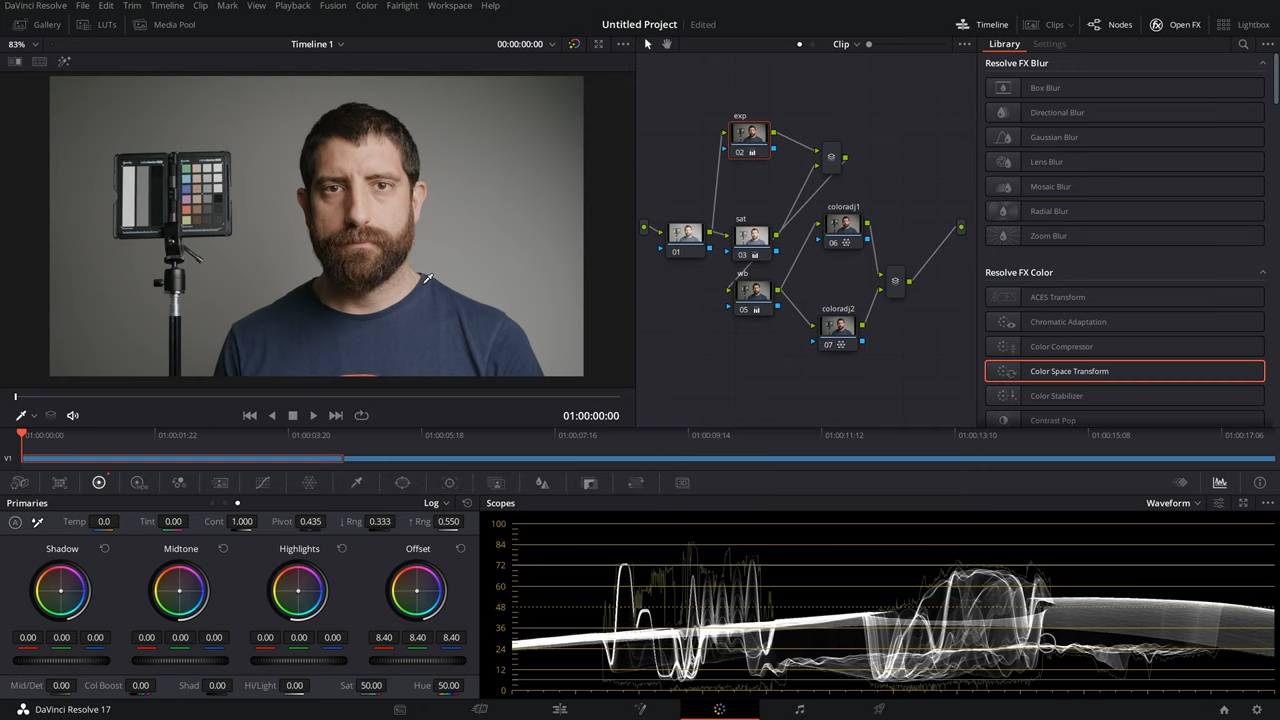 DaVinci Resolve File Edit Trim Timeline Clip Mark View Playback Fusion Color Fairlight Workspace Help
Gallery LUTs Media Pool Untitled Project Edited Timeline Clips Nodes Open FX Lightbox
83% Timeline 1 00:00:00:00 Clip Library Settings
Resolve FX Blur
Box Blur
Directional Blur
Gaussian Blur
Lens Blur
Mosaic Blur
Radial Blur
Zoom Blur
Resolve FX Color
ACES Transform
Chromatic Adaptation
Color Compressor
Color Space Transform
Color Stabilizer
Contrast Pop
exp
02
01
sat
03
wb
05
coloradj1
06
coloradj2
07
01:00:00:00
01:00:00:00 01:00:01:22 01:00:03:20 01:00:05:18 01:00:07:16 01:00:09:14 01:00:11:12 01:00:13:10 01:00:15:08 01:00:17:06
V1
Primaries Log
Temp 0.0 Tint 0.00 Cont 1.000 Pivot 0.435 ↓ Rng 0.333 ↑ Rng 0.550
Shadow Midtone Highlights Offset
0.00 0.00 0.00 0.00 0.00 0.00 0.00 0.00 0.00 8.40 8.40 8.40
Mid/Det 0.00 Col Boost 0.00 Shad 0.00 Hi/Light 0.00 Sat 50.00 Hue 50.00
Scopes Waveform
100
84
72
60
48
36
24
12
0
DaVinci Resolve 17